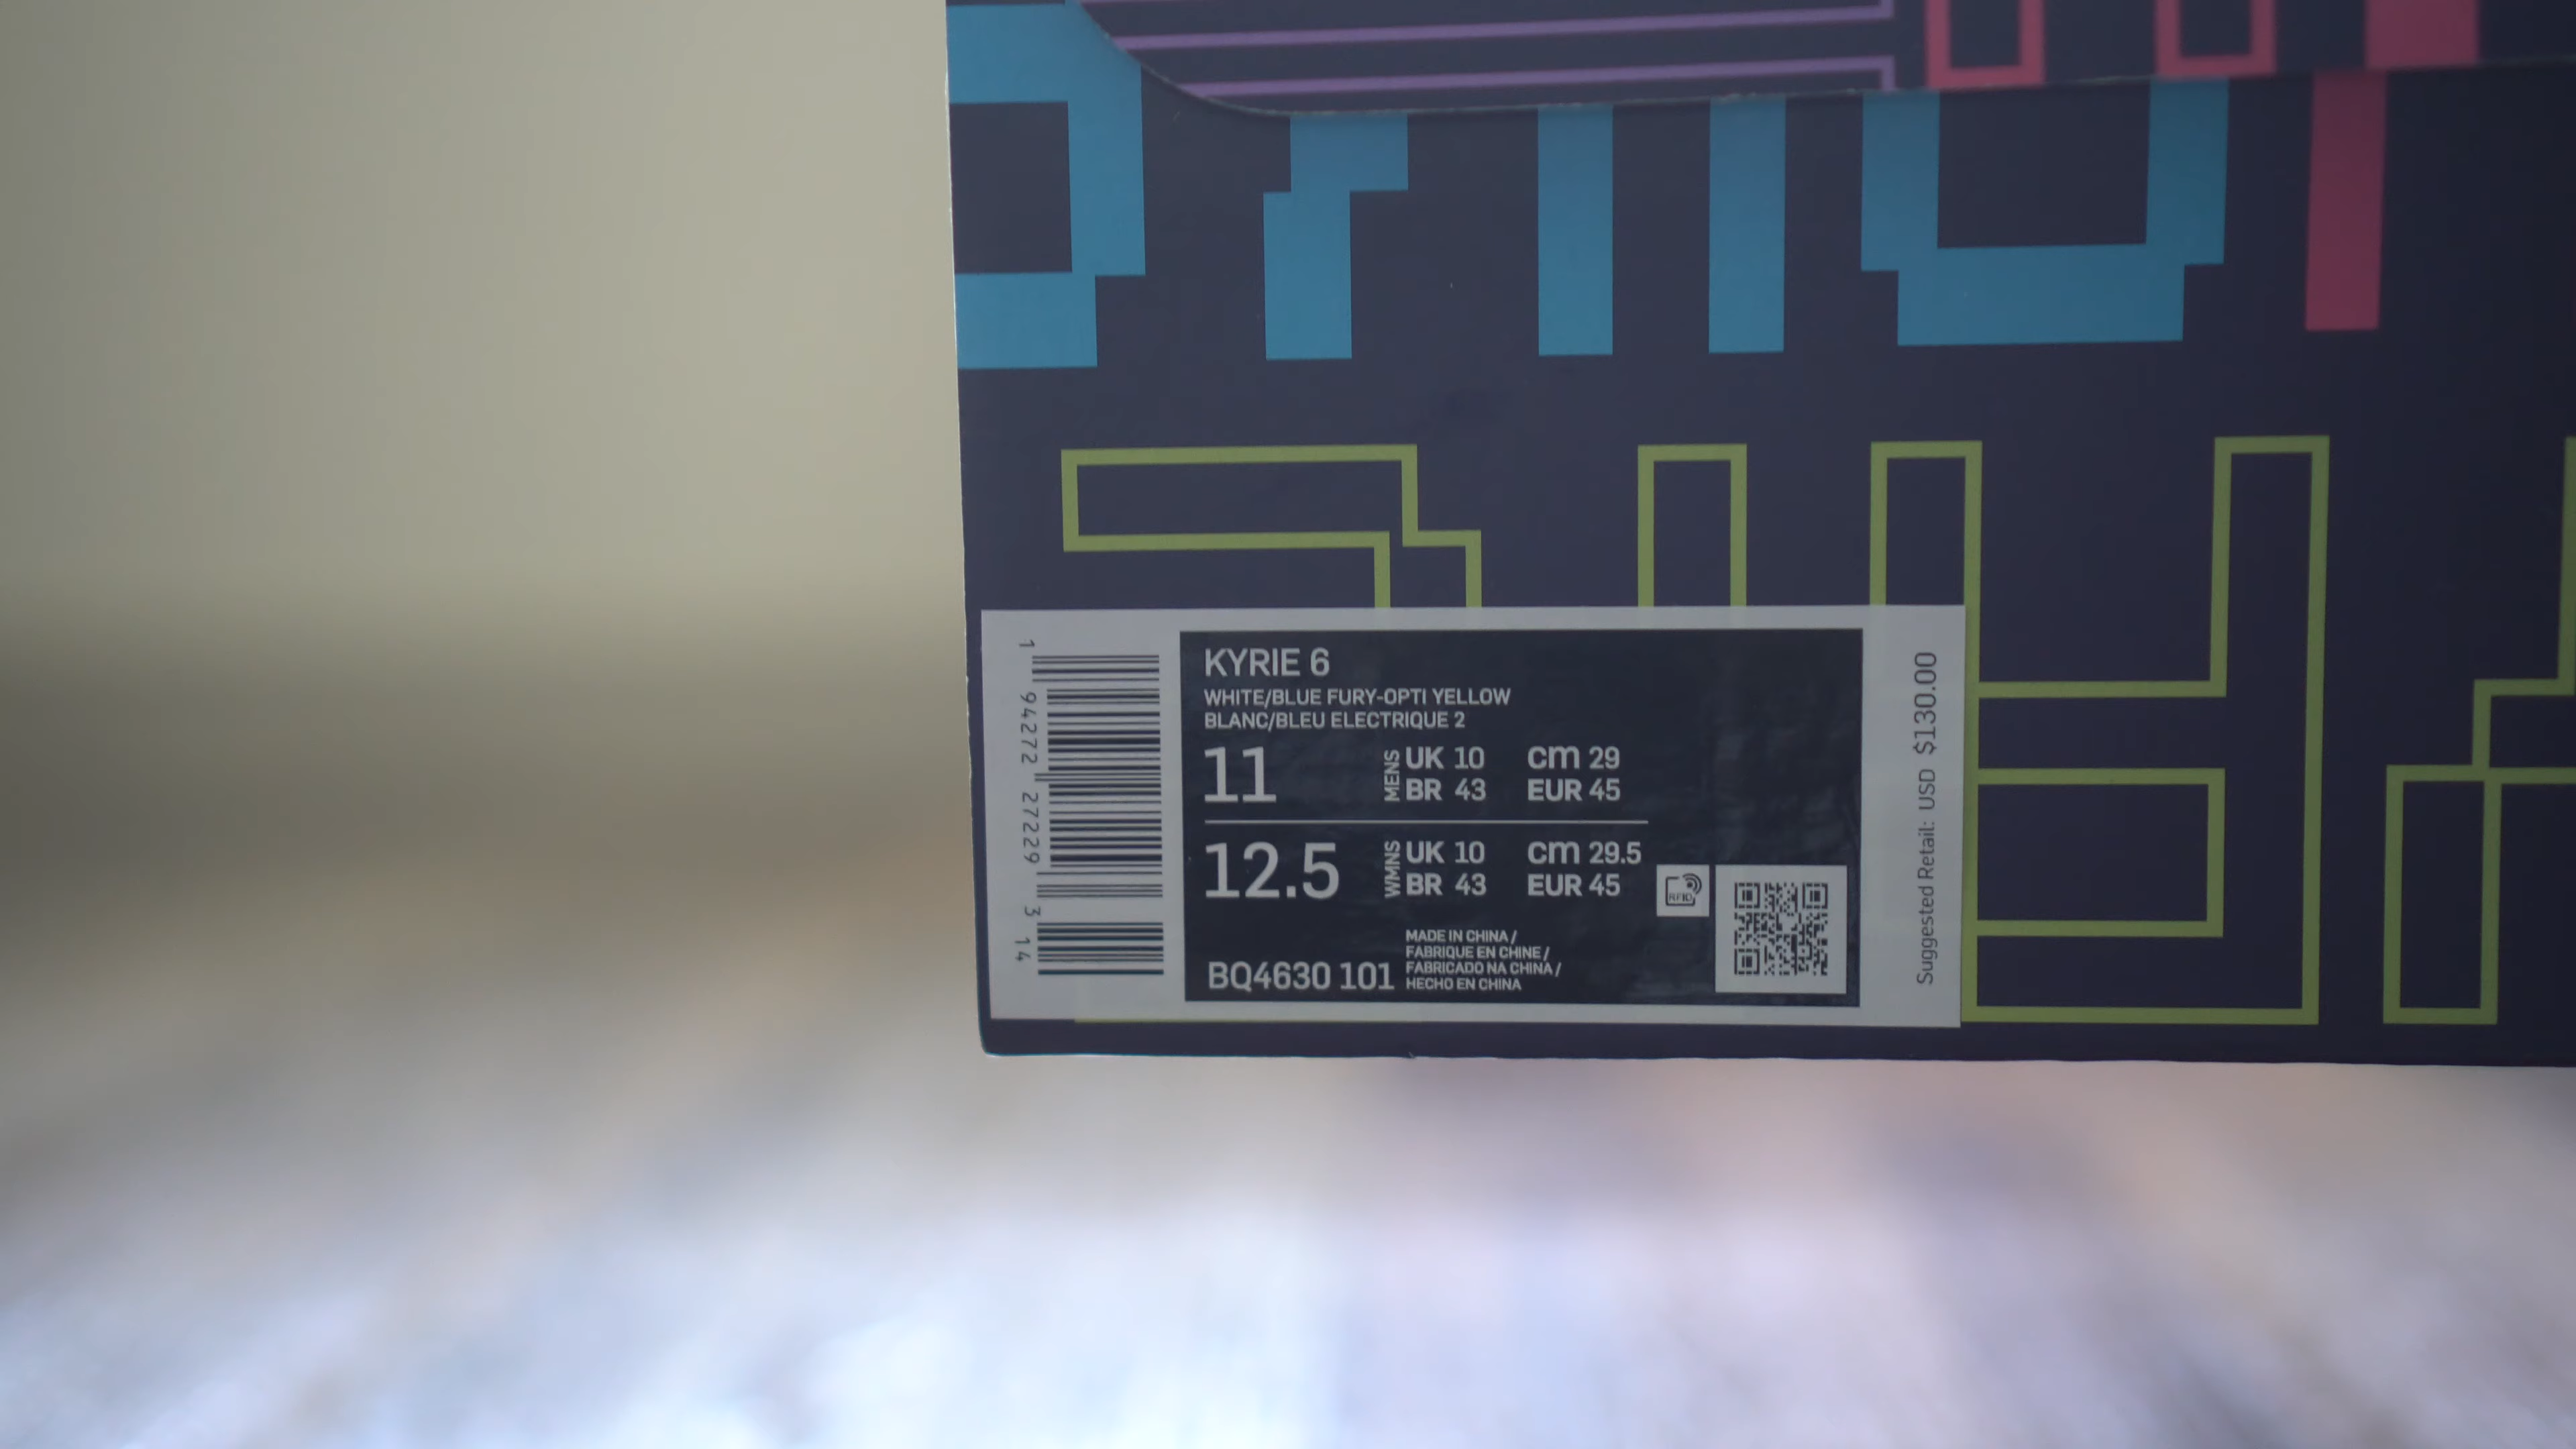 KYRIE 6
WHITE/BLUE FURY-OPTI YELLOW
BLANC/BLEU ELECTRIQUE 2
11 MENS UK 10 cm 29
BR 43 EUR 45
12.5 WMNS UK 10 cm 29.5
BR 43 EUR 45
RFID
BQ4630 101
MADE IN CHINA /
FABRIQUE EN CHINE /
FABRICADO NA CHINA /
HECHO EN CHINA
1 94272 27229 3 14
Suggested Retail: USD $130.00